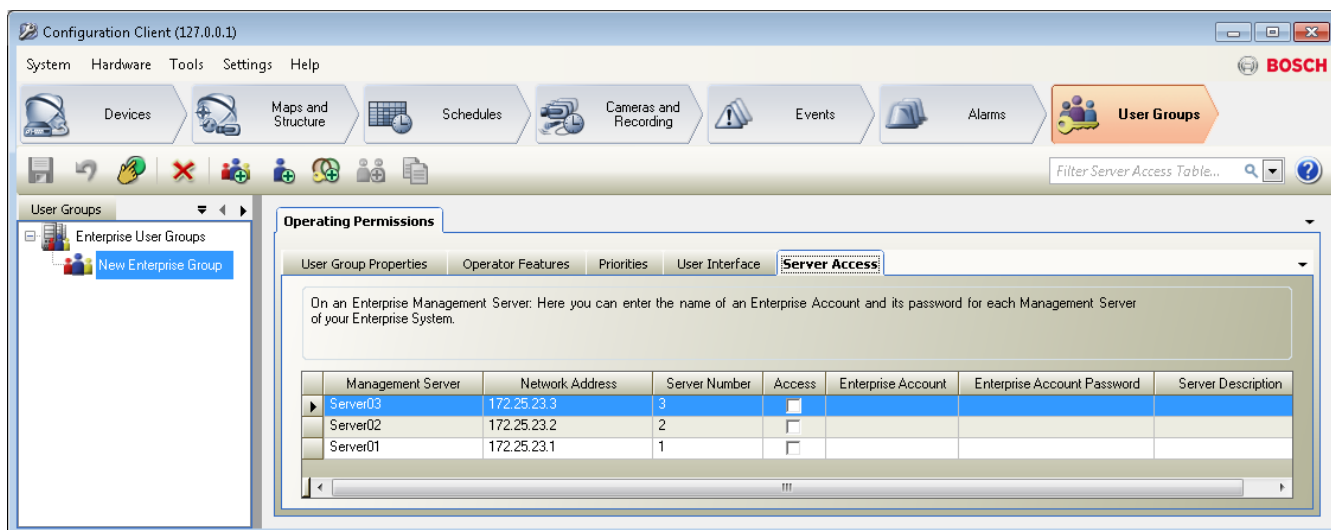 Configuration Client (127.0.0.1)
System Hardware Tools Settings Help
BOSCH
Devices
Maps and
Structure
Schedules
Cameras and
Recording
Events
Alarms
User Groups
Filter Server Access Table...
User Groups
Enterprise User Groups
New Enterprise Group
Operating Permissions
User Group Properties Operator Features Priorities User Interface Server Access
On an Enterprise Management Server: Here you can enter the name of an Enterprise Account and its password for each Management Server
of your Enterprise System.
Management Server Network Address Server Number Access Enterprise Account Enterprise Account Password Server Description
Server03 172.25.23.3 3
Server02 172.25.23.2 2
Server01 172.25.23.1 1